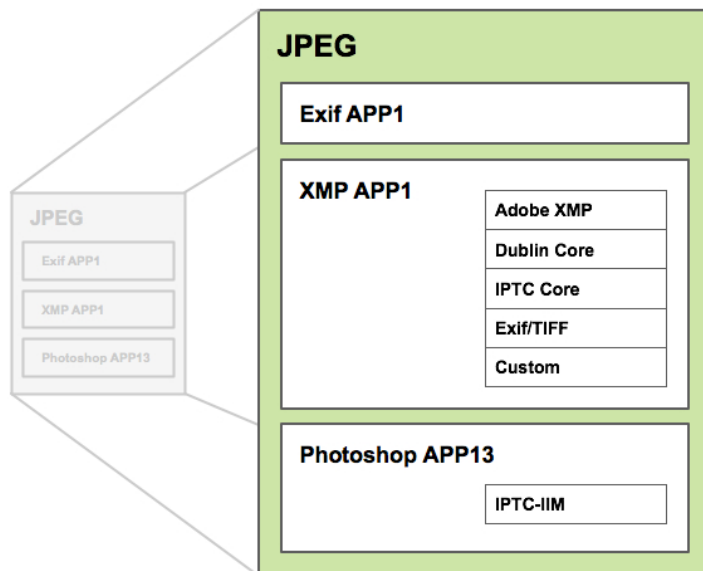 JPEG
Exif APP1
XMP APP1
Photoshop APP13
JPEG
Exif APP1
XMP APP1
Adobe XMP
Dublin Core
IPTC Core
Exif/TIFF
Custom
Photoshop APP13
IPTC-IIM